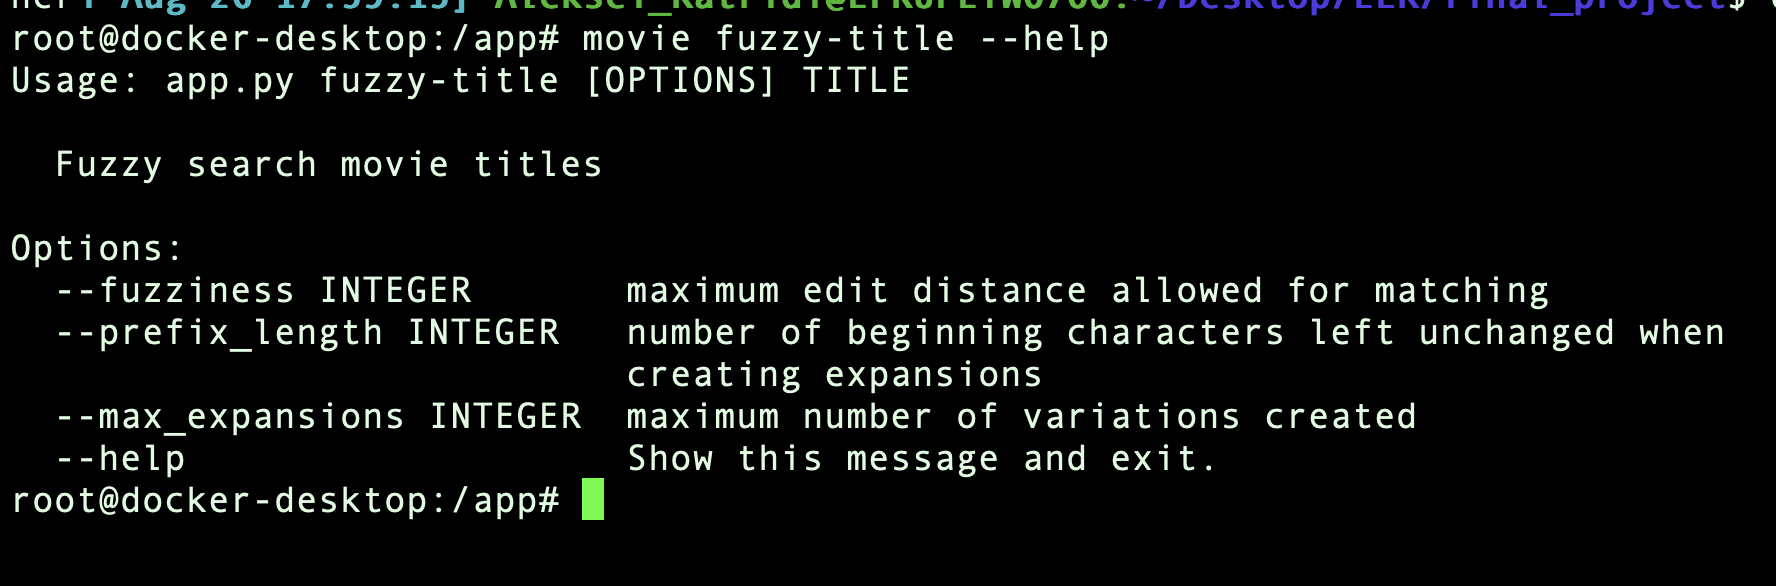 root@docker-desktop:/app# movie fuzzy-title --help
Usage: app.py fuzzy-title [OPTIONS] TITLE
Fuzzy search movie titles
Options:
--fuzziness INTEGER maximum edit distance allowed for matching
--prefix_length INTEGER number of beginning characters left unchanged when
creating expansions
--max_expansions INTEGER maximum number of variations created
--help Show this message and exit.
root@docker-desktop:/app#